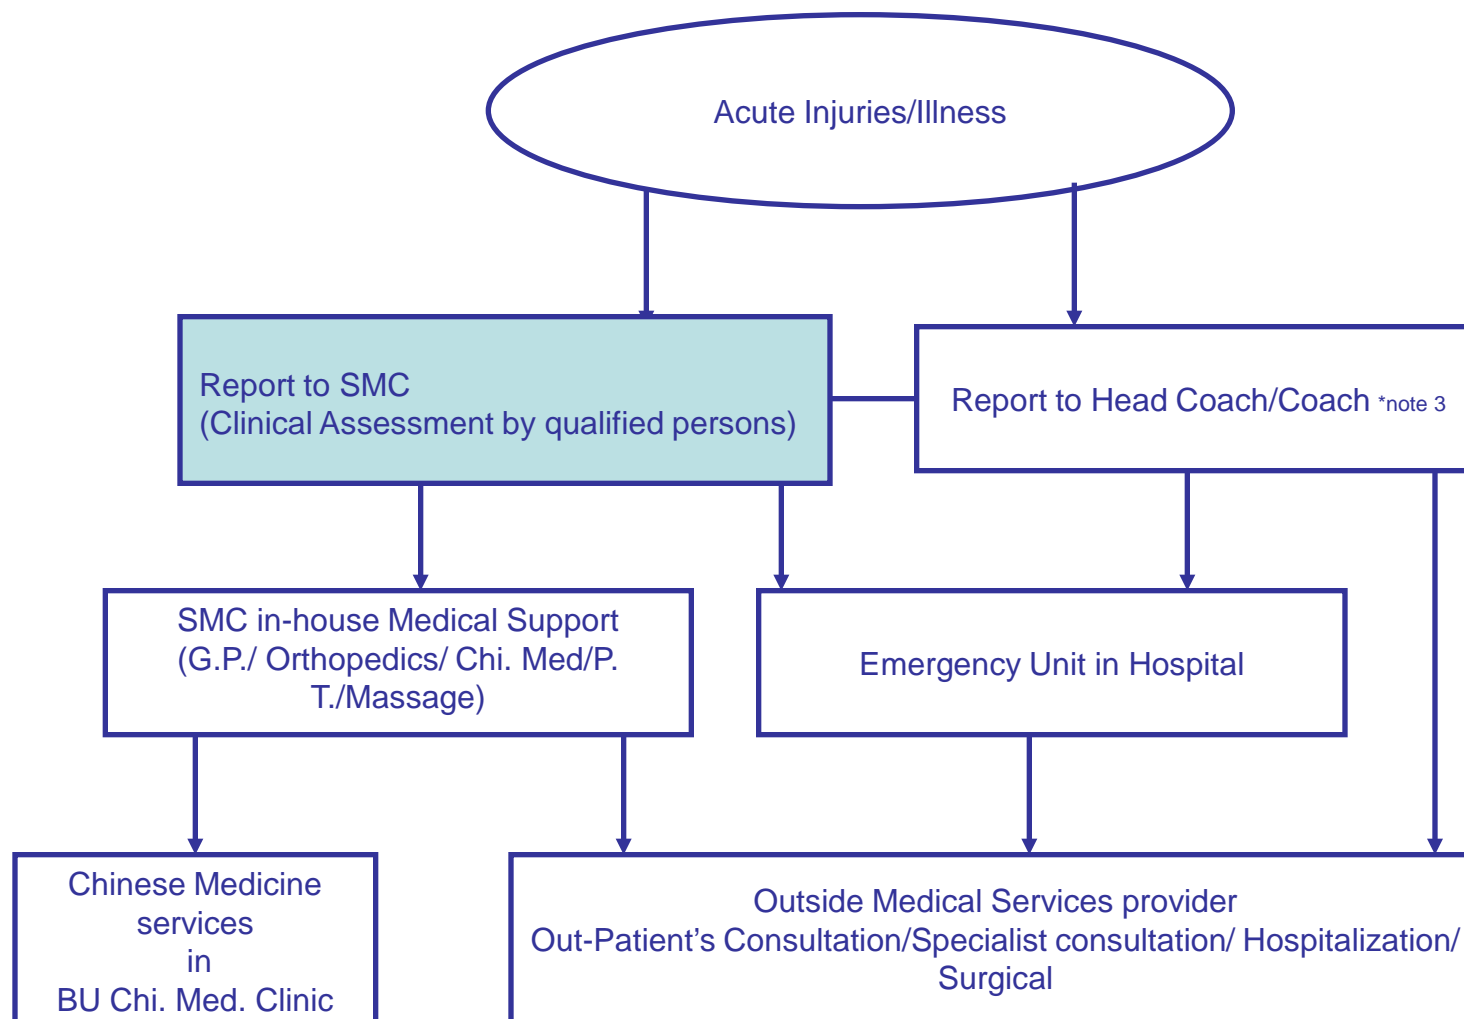 Acute Injuries/Illness
Report to SMC
(Clinical Assessment by qualified persons)
Report to Head Coach/Coach *note 3
SMC in-house Medical Support
(G.P./ Orthopedics/ Chi. Med/P.
T./Massage)
Emergency Unit in Hospital
Chinese Medicine
services
in
BU Chi. Med. Clinic
Outside Medical Services provider
Out-Patient's Consultation/Specialist consultation/ Hospitalization/
Surgical